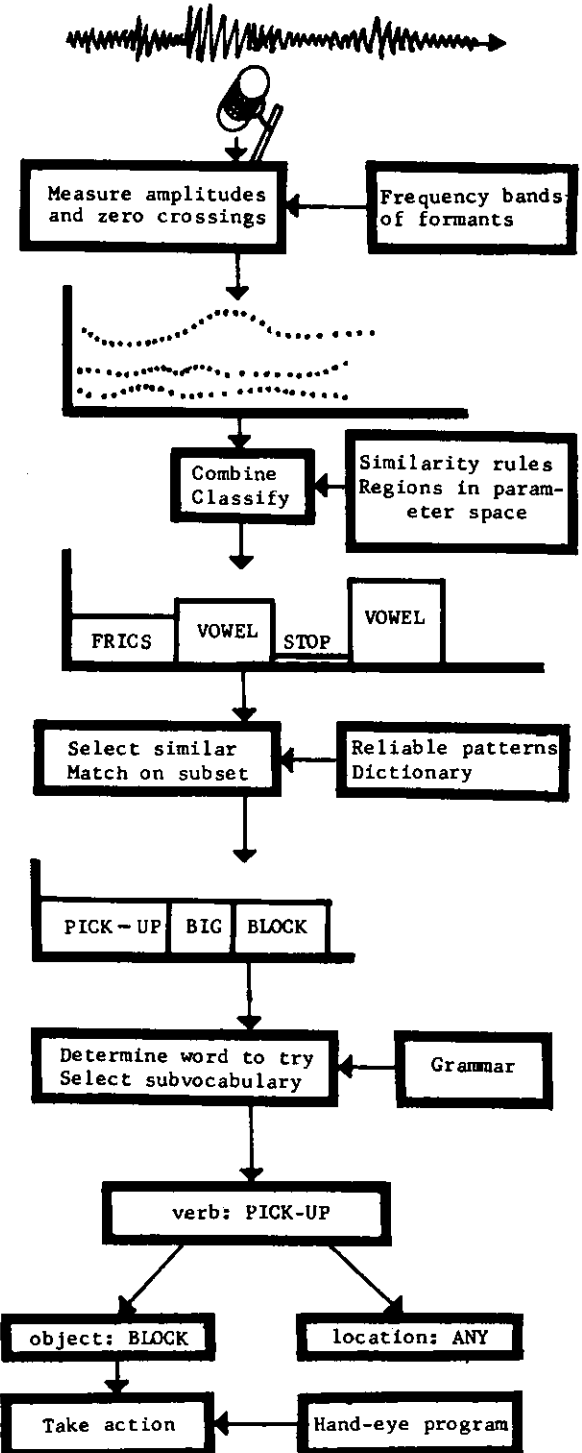 Measure amplitudes
and zero crossings
Frequency bands
of formants
Combine
Classify
Similarity rules
Regions in param-
eter space
FRICS
VOWEL
STOP
VOWEL
Select similar
Match on subset
Reliable patterns
Dictionary
PICK-UP
BIG
BLOCK
Determine word to try
Select subvocabulary
Grammar
verb: PICK-UP
object: BLOCK
location: ANY
Take action
Hand-eye program